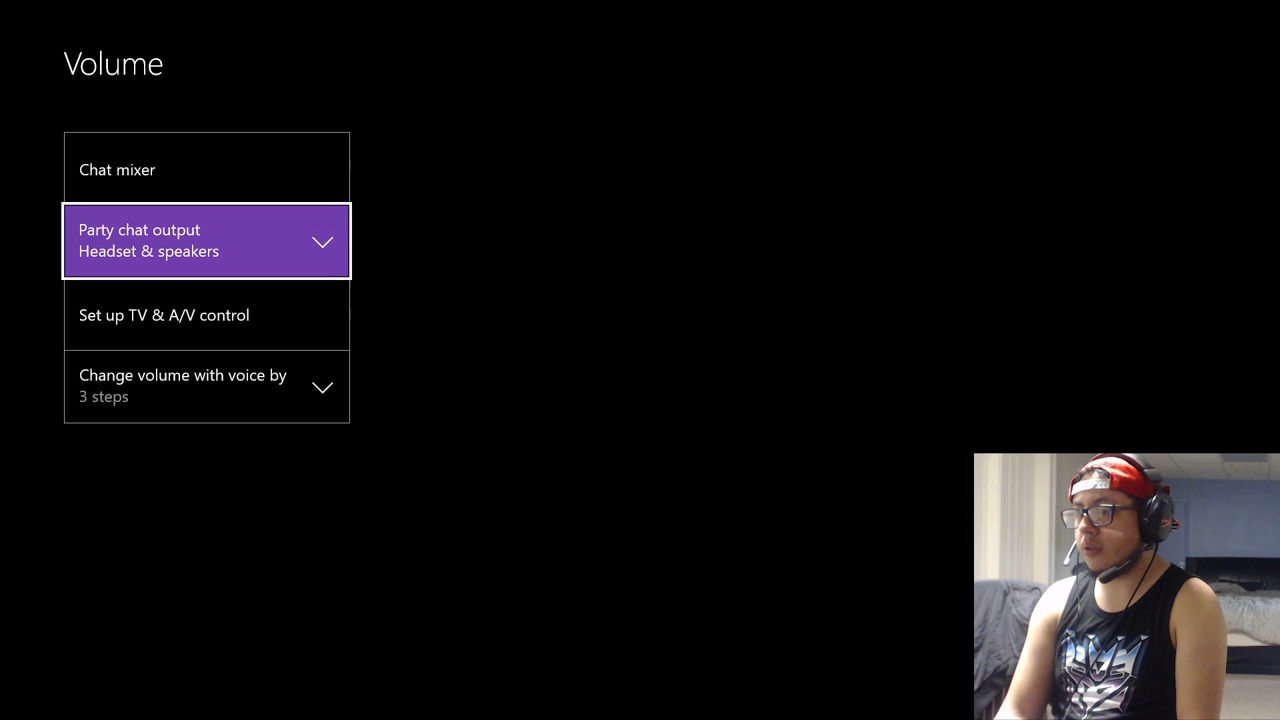 Volume
Chat mixer
Party chat output
Headset & speakers
Set up TV & A/V control
Change volume with voice by
3 steps